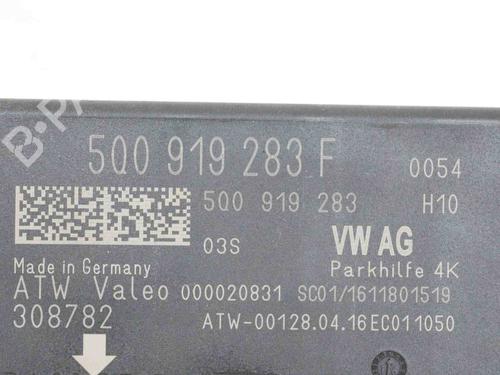 5Q0 919 283 F
0054
5Q0 919 283
H10
03S
VW AG
Made in Germany
Parkhilfe 4K
ATW Valeo 000020831 SC01/1611801519
308782
ATW-00128.04.16EC011050
B-PARTS